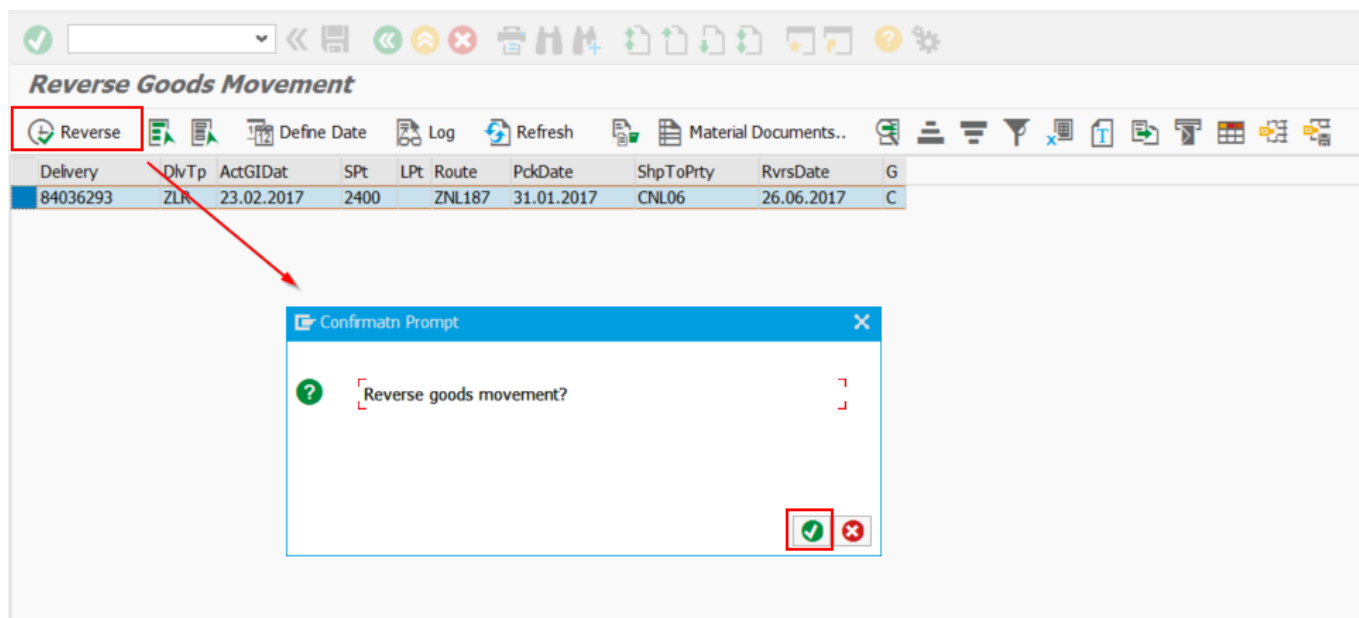 Reverse Goods Movement
Reverse Define Date Log Refresh Material Documents..
Delivery DlvTp ActGIDat SPt LPt Route PckDate ShpToPrty RvrsDate G
84036293 ZLR 23.02.2017 2400 ZNL187 31.01.2017 CNL06 26.06.2017 C
Confirmatn Prompt
Reverse goods movement?